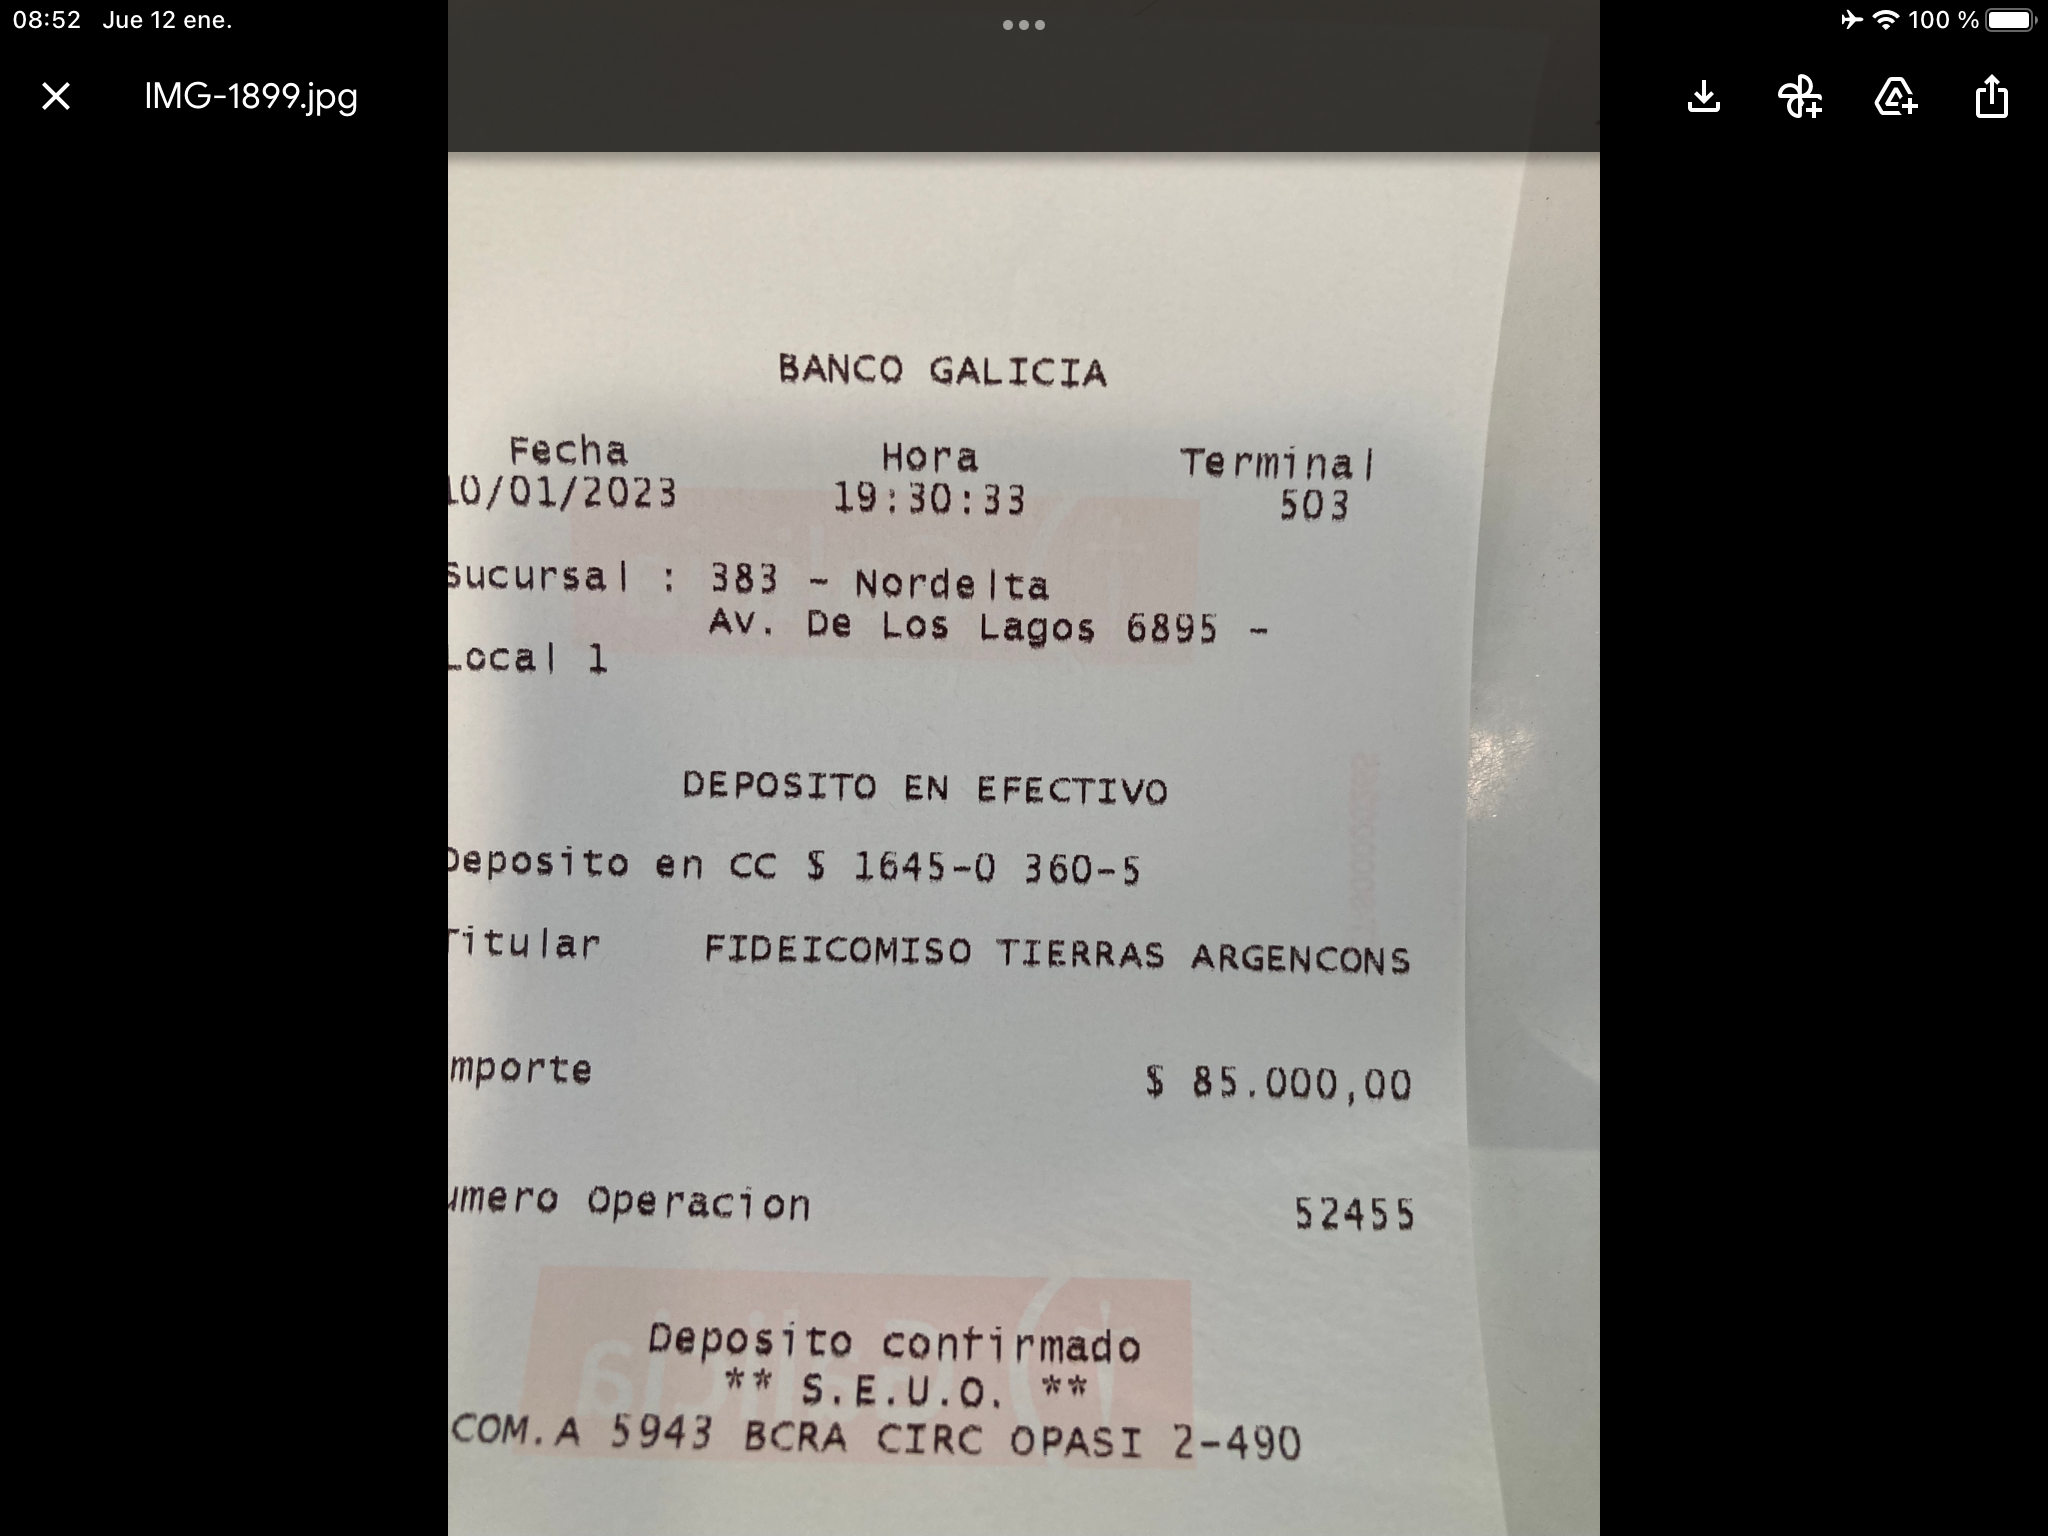 08:52 Jue 12 ene.
100 %
IMG-1899.jpg
BANCO GALICIA
Fecha Hora Terminal
10/01/2023 19:30:33 503
Sucursal : 383 - Nordelta
Av. De Los Lagos 6895 -
Local 1
DEPOSITO EN EFECTIVO
Deposito en CC $ 1645-0 360-5
Titular FIDEICOMISO TIERRAS ARGENCONS
mporte $ 85.000,00
umero Operacion 52455
Deposito confirmado
** S.E.U.O. **
COM.A 5943 BCRA CIRC OPASI 2-490